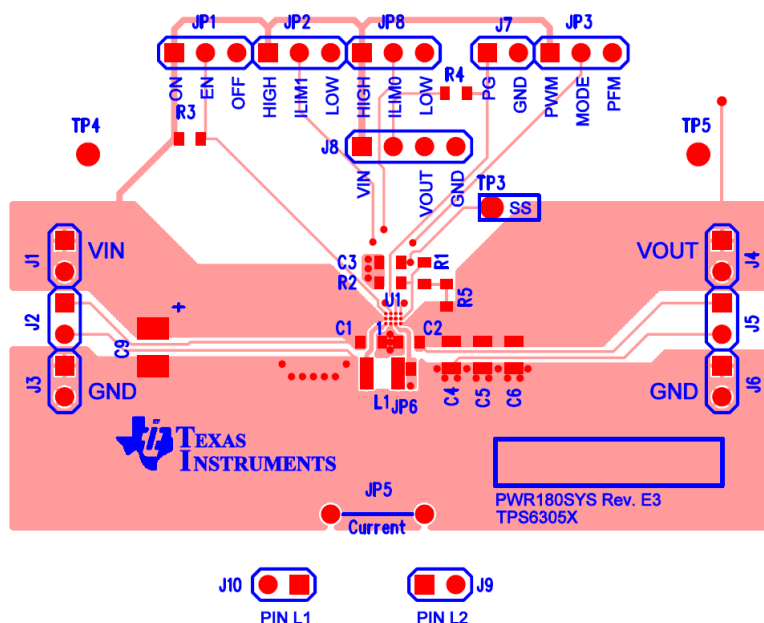 JP1
JP2
JP8
J7
JP3
ON
EN
OFF
HIGH
ILIM1
LOW
HIGH
ILIM0
LOW
R4
PG
GND
PWM
MODE
PFM
R3
TP4
TP5
J8
VIN
VOUT
GND
TP3
SS
J1
VIN
VOUT
J4
C3
R1
R2
U1
R5
J2
+
J5
C9
C1
1
C2
J3
GND
L1
JP6
C4
C5
C6
GND
J6
TEXAS
INSTRUMENTS
JP5
Current
PWR180SYS Rev. E3
TPS6305X
J10
J9
PIN L1
PIN L2